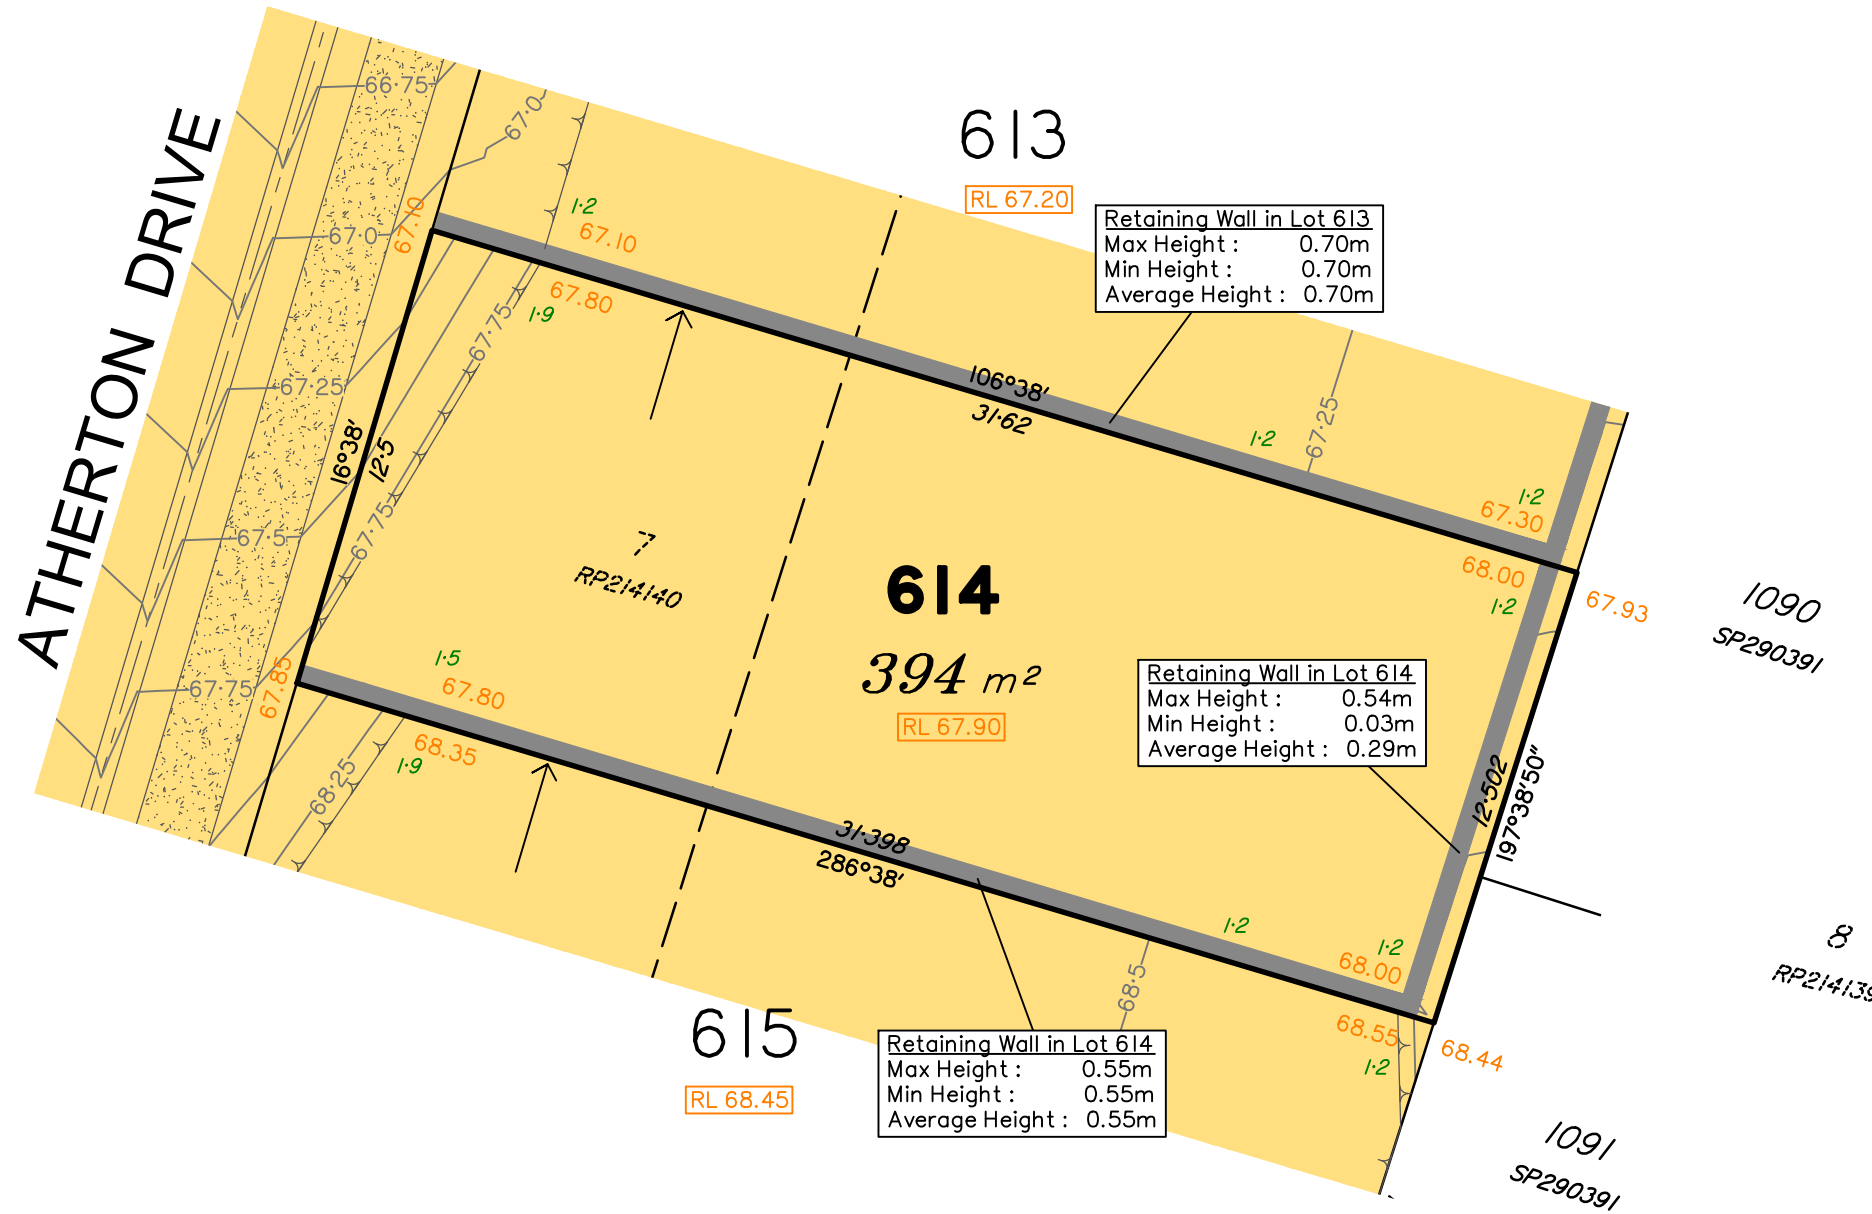 66·75
67·0
613
RL 67.20
Retaining Wall in Lot 613
Max Height : 0.70m
Min Height : 0.70m
Average Height : 0.70m
ATHERTON DRIVE
67.10
67·0
1·2
67.10
67.80
1·9
67·75
106°38'
31·62
67·25
1·2
1·2
67.30
68.00
1·2
67.93
67·25
16°38'
12·5
67·75
67·5
7
RP214140
614
394 m²
RL 67.90
1090
SP290391
Retaining Wall in Lot 614
Max Height : 0.54m
Min Height : 0.03m
Average Height : 0.29m
67·75
67.85
1·5
67.80
68.35
1·9
68·25
12·502
197°38'50"
31·398
286°38'
1·2
1·2
68.00
68·5
68.55
1·2
68.44
8
RP214139
615
RL 68.45
Retaining Wall in Lot 614
Max Height : 0.55m
Min Height : 0.55m
Average Height : 0.55m
1091
SP290391